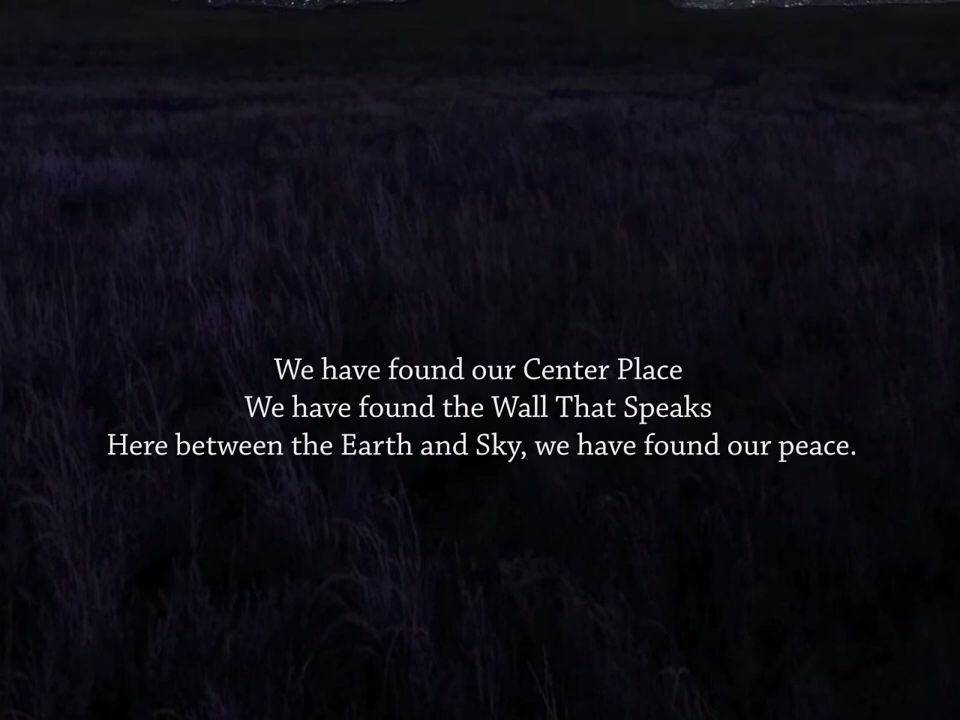 We have found our Center Place
We have found the Wall That Speaks
Here between the Earth and Sky, we have found our peace.